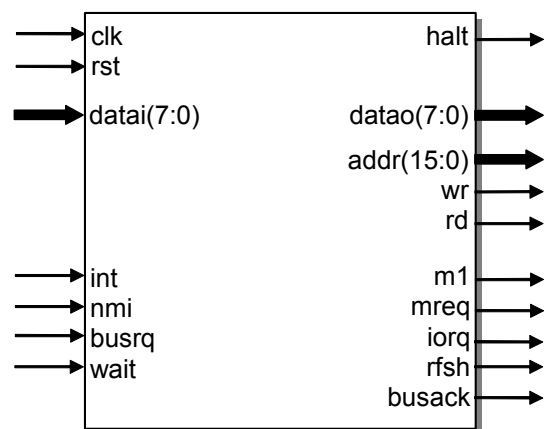 clk
rst
datai(7:0)
int
nmi
busrq
wait
halt
datao(7:0)
addr(15:0)
wr
rd
m1
mreq
iorq
rfsh
busack